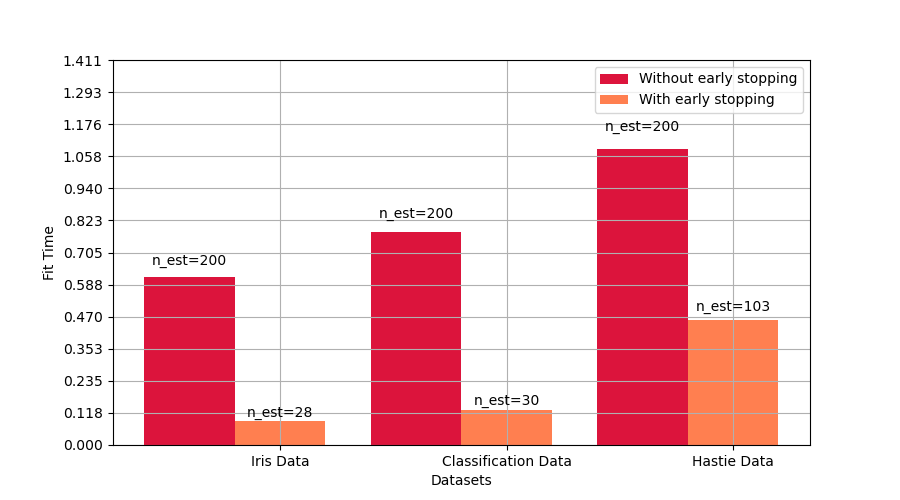 1.411
1.293
1.176
1.058
0.940
0.823
0.705
0.588
0.470
0.353
0.235
0.118
0.000
Fit Time
Without early stopping
With early stopping
n_est=200
n_est=200
n_est=200
n_est=28
n_est=30
n_est=103
Iris Data
Classification Data
Hastie Data
Datasets